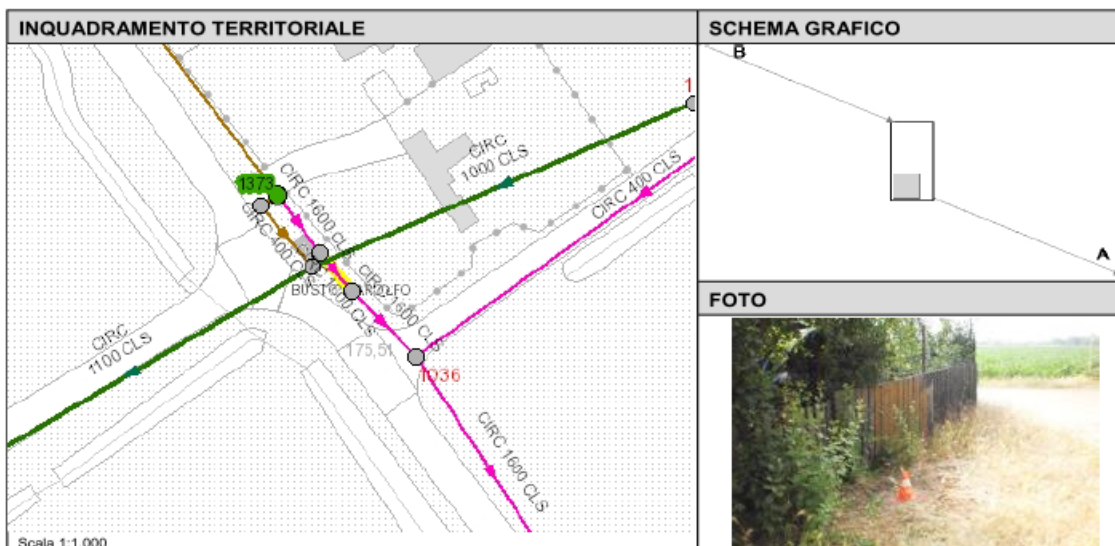 INQUADRAMENTO TERRITORIALE
SCHEMA GRAFICO
B
A
FOTO
1
CIRC
1000 CLS
CIRC 400 CLS
1373
CIRC 1600 CLS
CIRC 400 CLS
CIRC 1600 CLS
175,51
1036
CIRC
1100 CLS
CIRC 1600 CLS
Scala 1:1.000